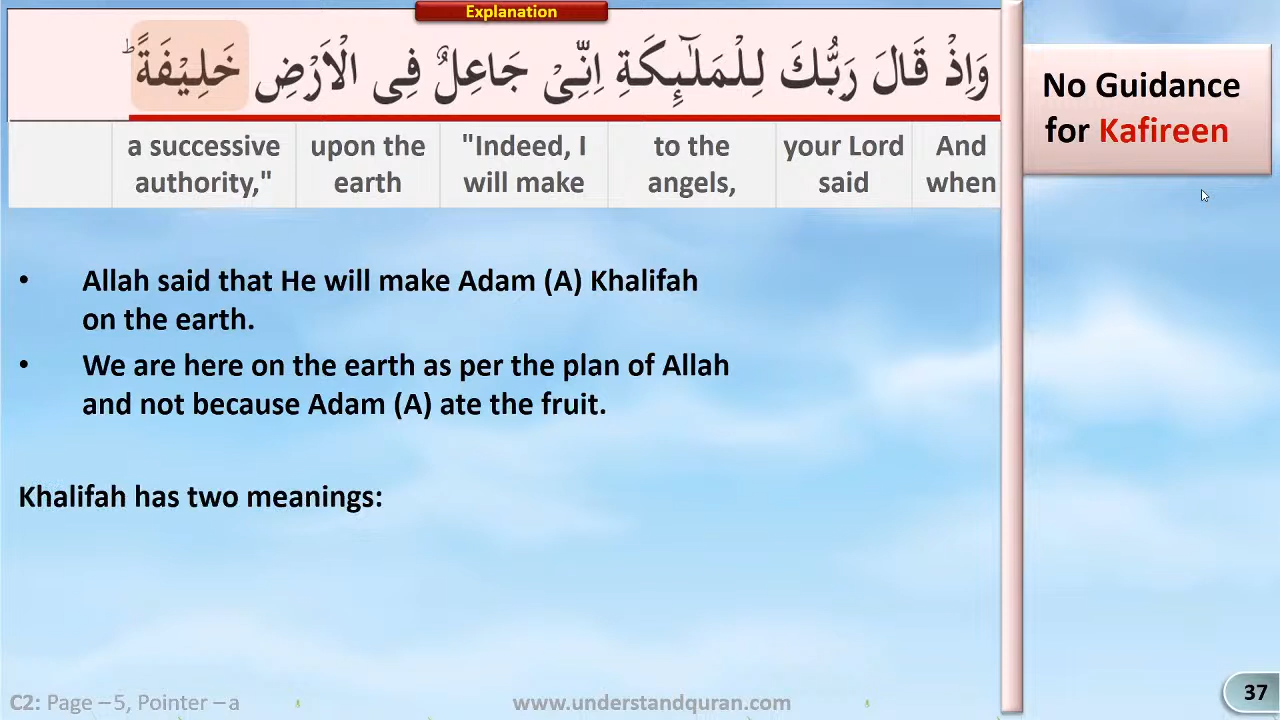 Explanation
وَاِذْ قَالَ رَبُّكَ لِلْمَلٰٓئِكَةِ اِنِّىْ جَاعِلٌ فِى الْاَرْضِ خَلِيْفَةًؕ
And when
your Lord said
to the angels,
"Indeed, I will make
upon the earth
a successive authority,"
No Guidance
for Kafireen
• Allah said that He will make Adam (A) Khalifah
on the earth.
• We are here on the earth as per the plan of Allah
and not because Adam (A) ate the fruit.
Khalifah has two meanings:
C2: Page – 5, Pointer – a
www.understandquran.com
37